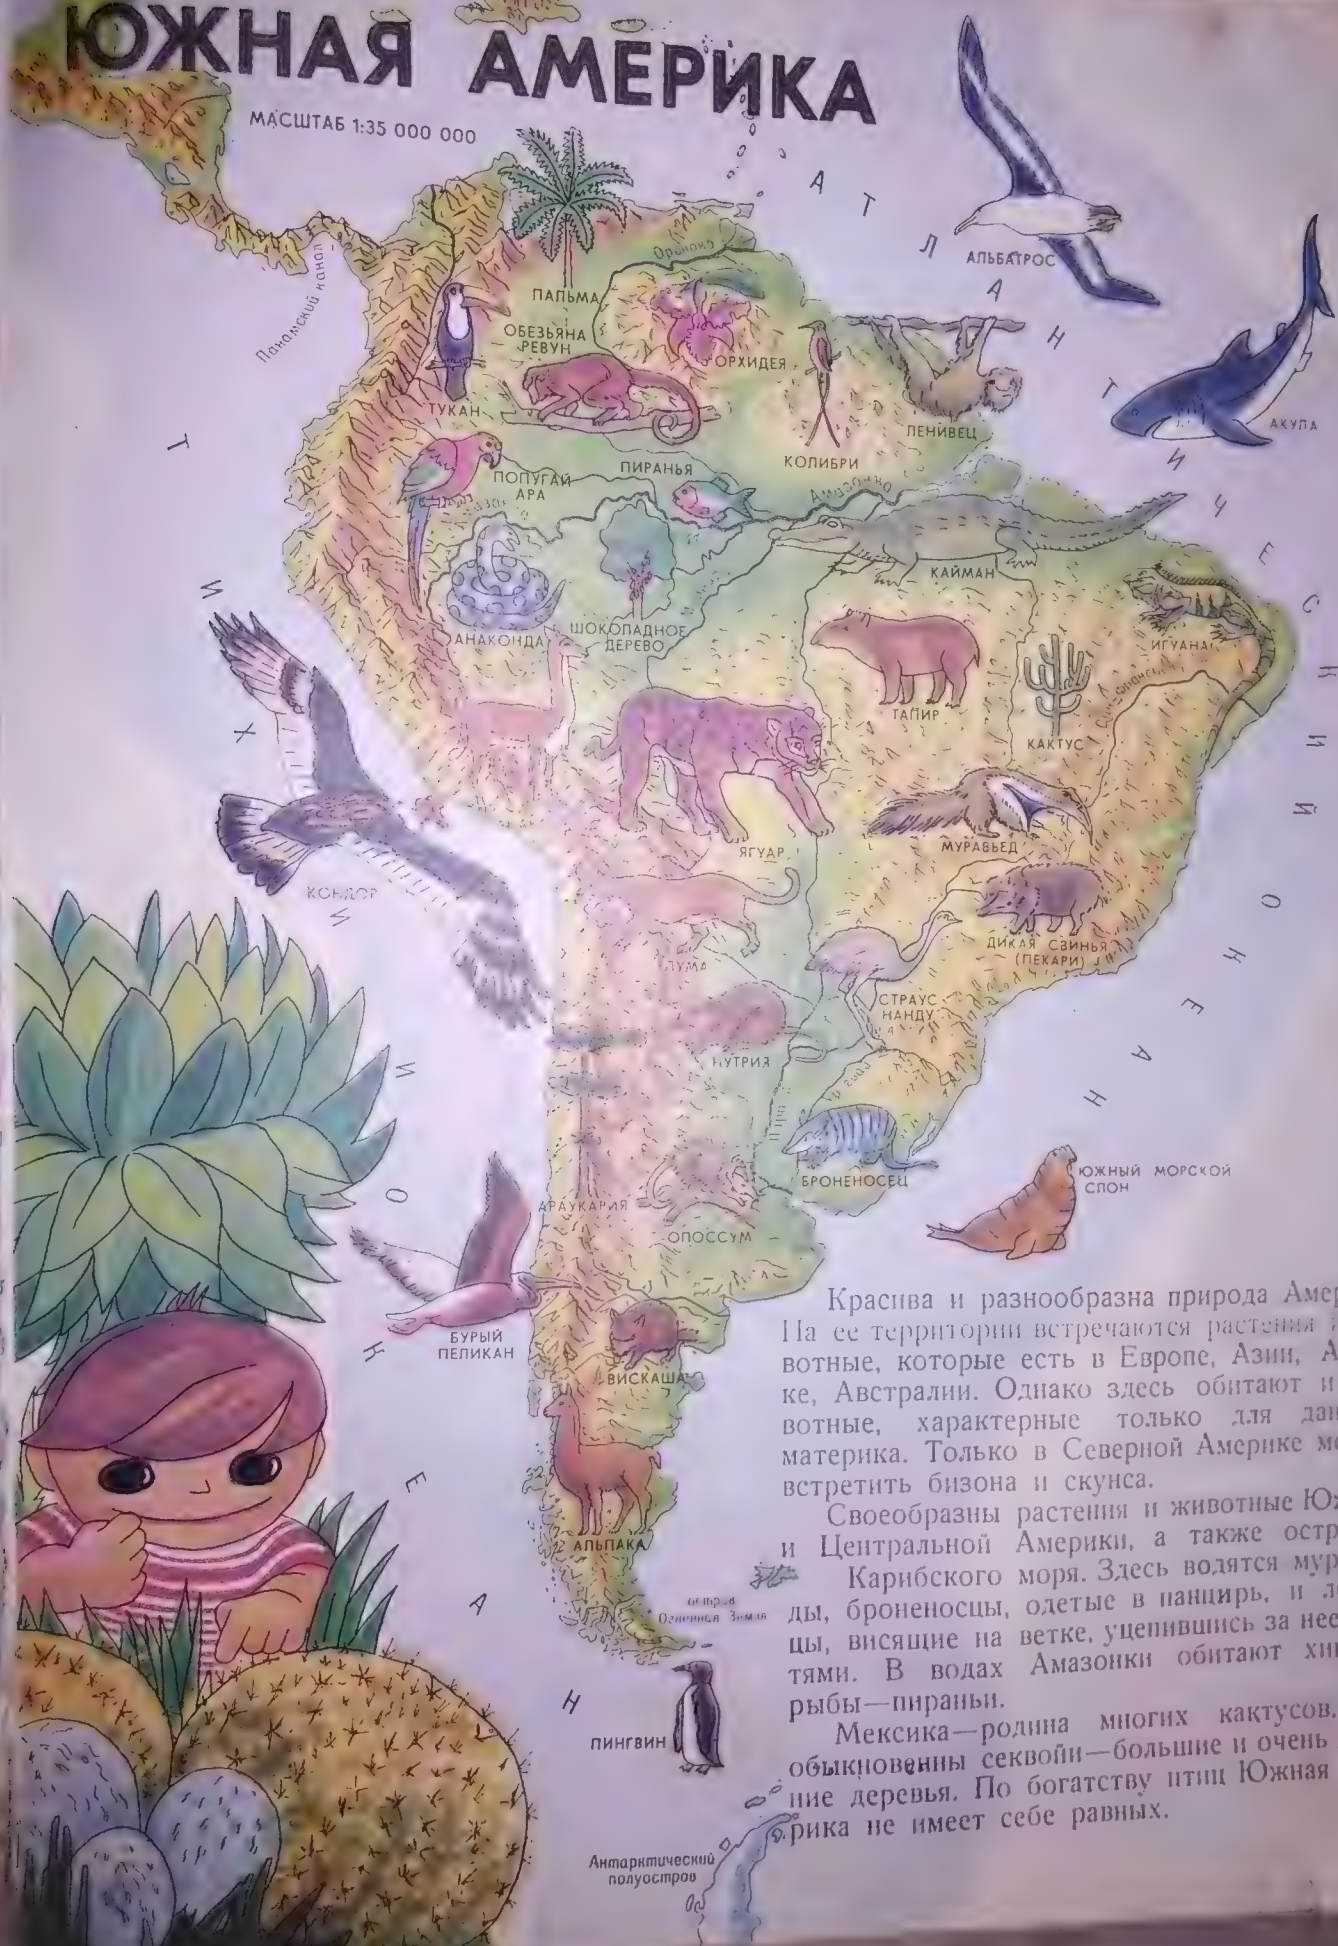 ЮЖНАЯ АМЕРИКА
МАСШТАБ 1:35 000 000
АТЛАНТИЧЕСКИЙ ОКЕАН
ТИХИЙ ОКЕАН
Панамский канал
АЛЬБАТРОС
АКУЛА
Ориноко
ПАЛЬМА
ОБЕЗЬЯНА
РЕВУН
ОРХИДЕЯ
ТУКАН
КОЛИБРИ
ЛЕНИВЕЦ
ПОПУГАЙ
АРА
ПИРАНЬЯ
Амазонка
КАЙМАН
АНАКОНДА
ШОКОЛАДНОЕ
ДЕРЕВО
ИГУАНА
ТАПИР
КАКТУС
ЯГУАР
МУРАВЬЕД
КОНДОР
ПУМА
ДИКАЯ СВИНЬЯ
(ПЕКАРИ)
СТРАУС
НАНДУ
НУТРИЯ
БРОНЕНОСЕЦ
ЮЖНЫЙ МОРСКОЙ
СЛОН
АРАУКАРИЯ
ОПОССУМ
БУРЫЙ
ПЕЛИКАН
ВИСКАША
АЛЬПАКА
остров
Огненная Земля
ПИНГВИН
Антарктический
полуостров
Красива и разнообразна природа
На ее территории встречаются растения
вотные, которые есть в Европе, Азии,
ке, Австралии. Однако здесь обитают и
вотные, характерные только для
материка. Только в Северной Америке
встретить бизона и скунса.
Своеобразны растения и животные
и Центральной Америки, а также
Карибского моря. Здесь водятся
ды, броненосцы, одетые в панцирь, и
цы, висящие на ветке, уцепившись за нее
тями. В водах Амазонки обитают
рыбы—пираньи.
Мексика—родина многих кактусов.
обыкновенны секвойи—большие и очень
ние деревья. По богатству птиц Южная
рика не имеет себе равных.